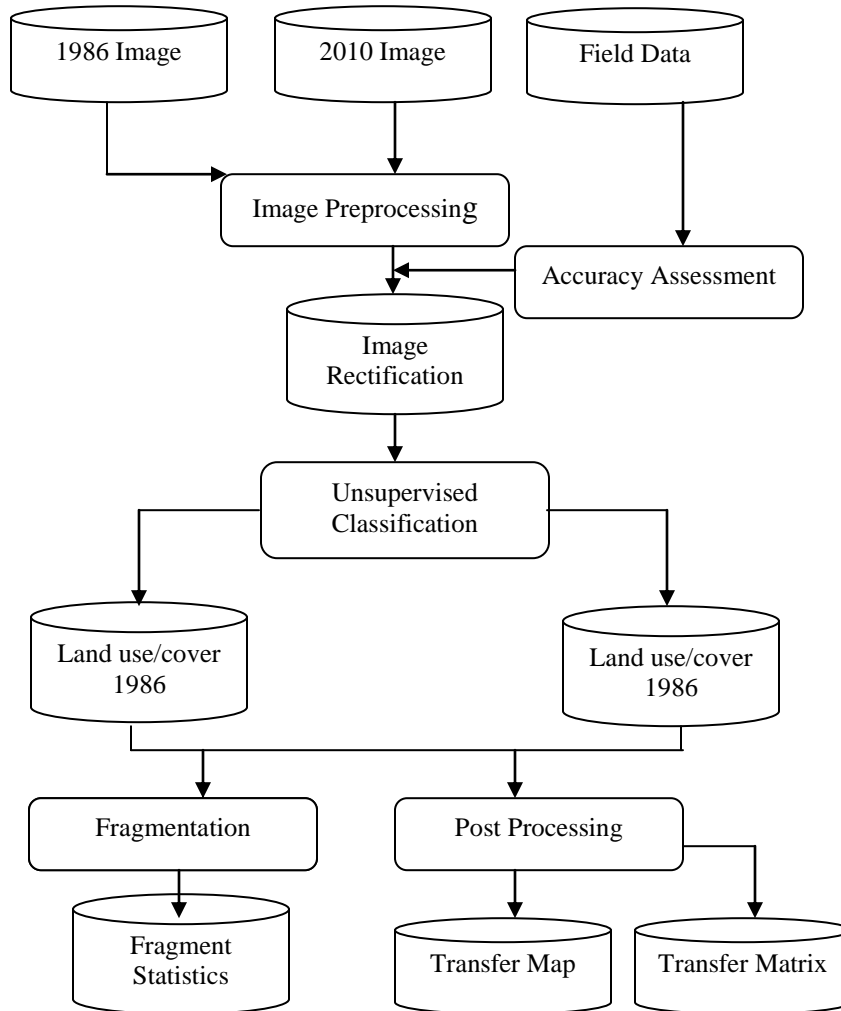 1986 Image
2010 Image
Field Data
Image Preprocessing
Accuracy Assessment
Image
Rectification
Unsupervised
Classification
Land use/cover
1986
Land use/cover
1986
Fragmentation
Post Processing
Fragment
Statistics
Transfer Map
Transfer Matrix